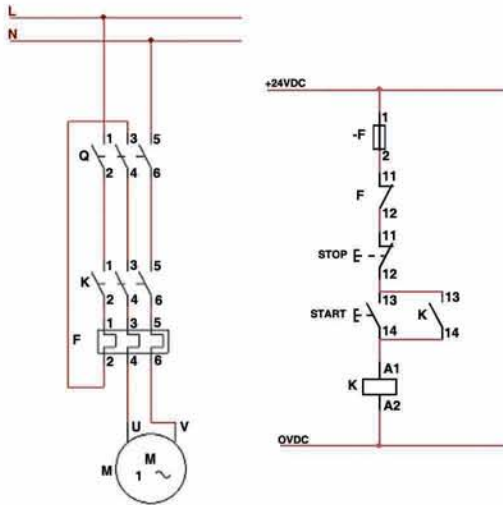 L
N
1 3 5
Q
2 4 6
1 3 5
K
2 4 6
1 3 5
F
2 4 6
U V
M M
1 ~
+24VDC
1
-F
2
11
F
12
11
STOP
12
13 13
START K
14 14
A1
K
A2
OVDC